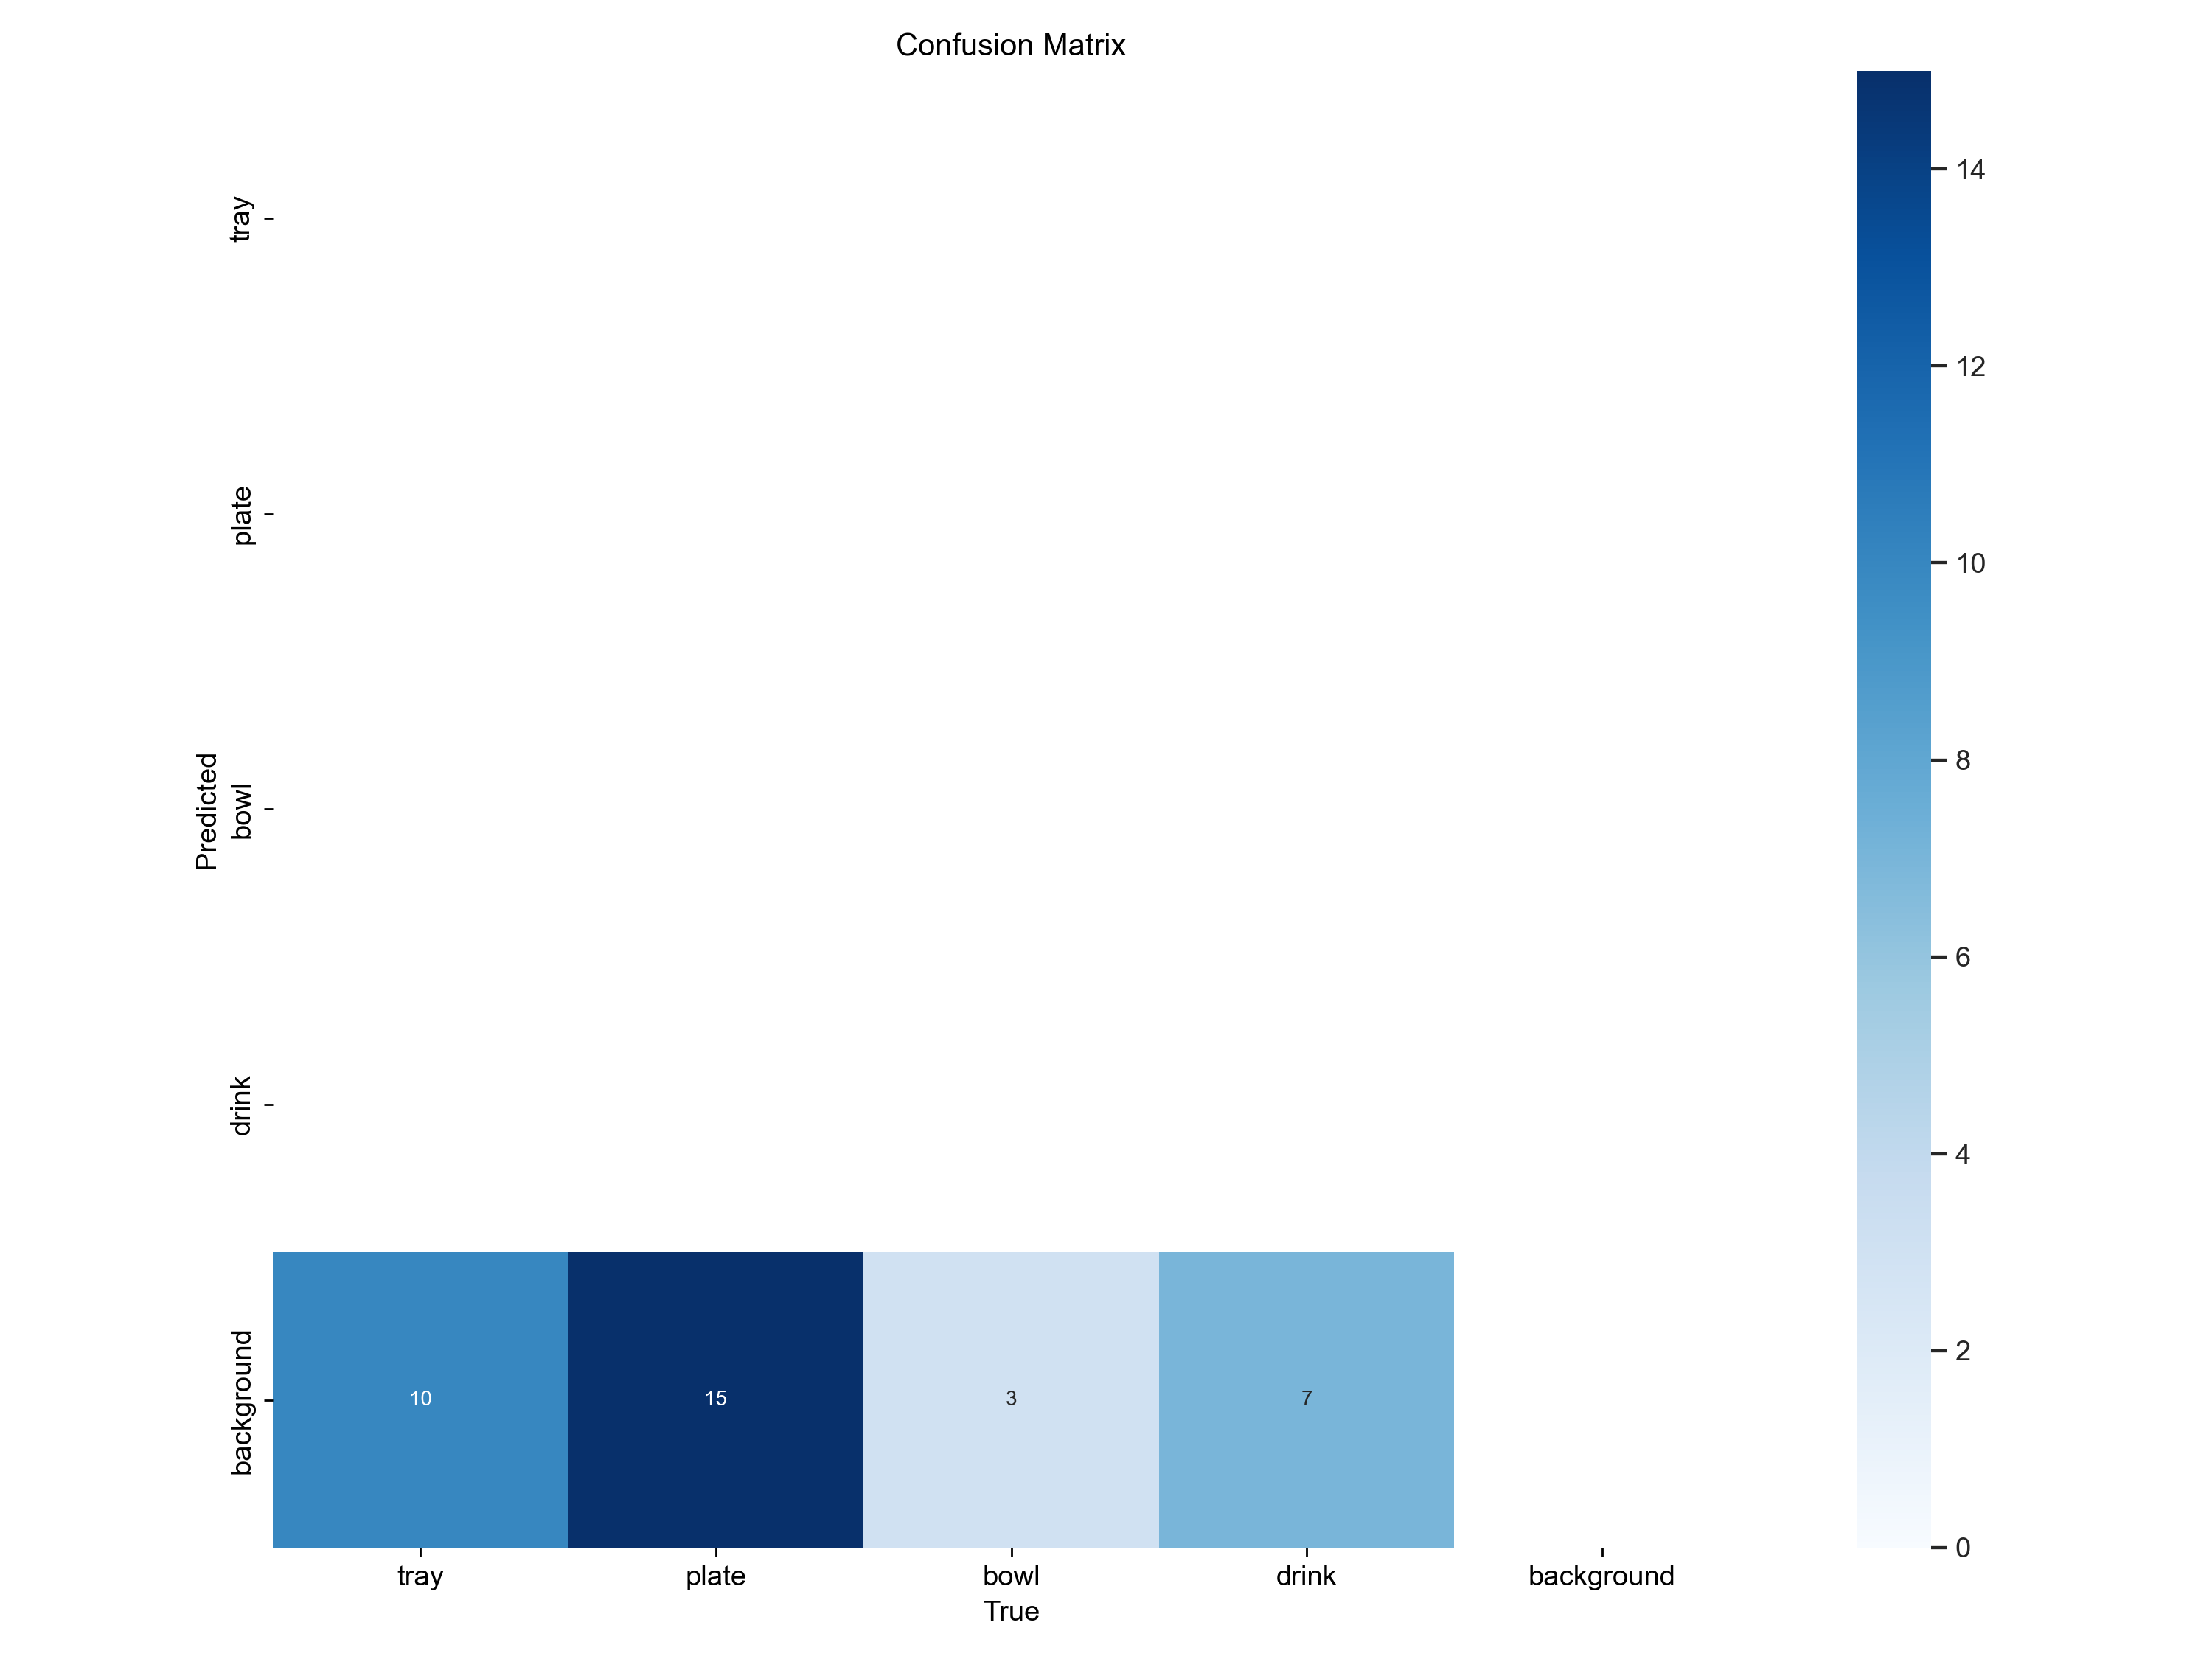 Confusion Matrix
tray
plate
bowl
drink
background
Predicted
10
15
3
7
tray
plate
bowl
drink
background
True
14
12
10
8
6
4
2
0